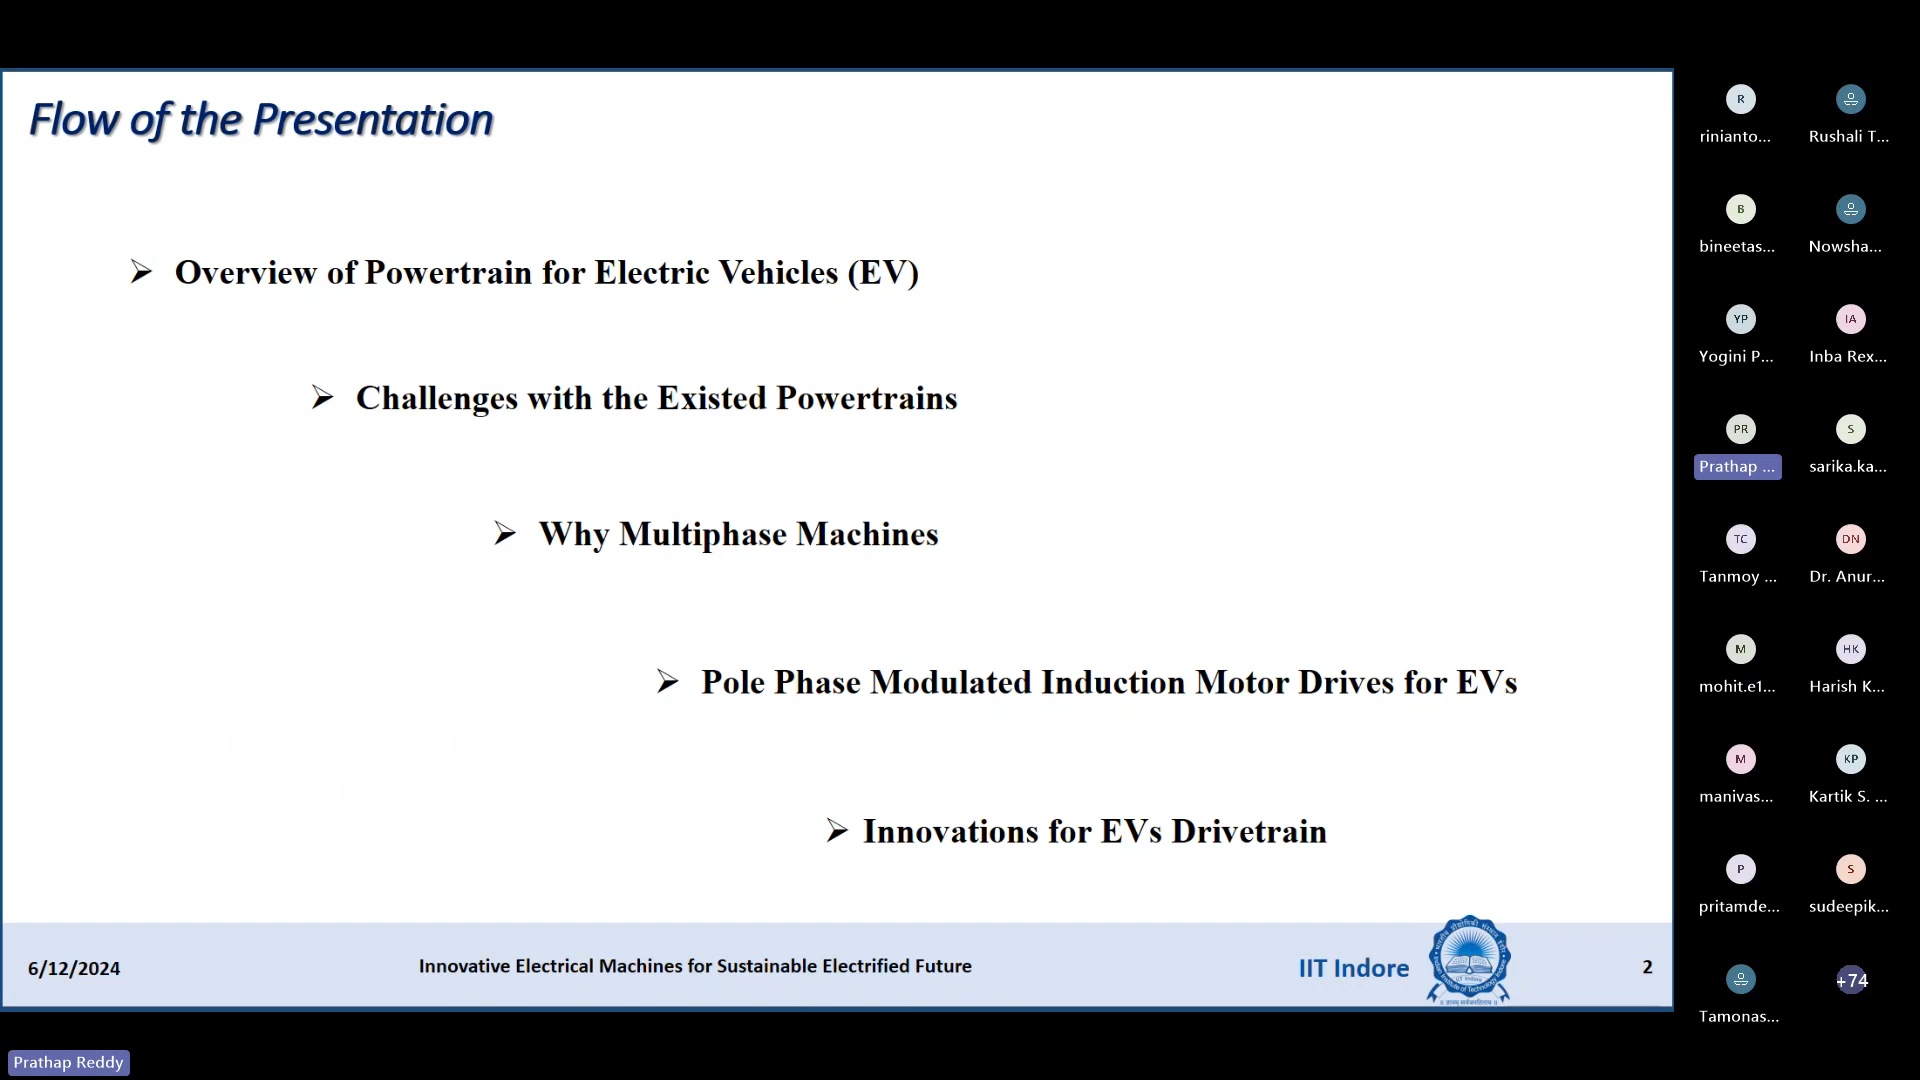 Flow of the Presentation
➢ Overview of Powertrain for Electric Vehicles (EV)
➢ Challenges with the Existed Powertrains
➢ Why Multiphase Machines
➢ Pole Phase Modulated Induction Motor Drives for EVs
➢ Innovations for EVs Drivetrain
6/12/2024
Innovative Electrical Machines for Sustainable Electrified Future
IIT Indore
2
R
rinianto...
Rushali T...
B
bineetas...
Nowsha...
YP
Yogini P...
IA
Inba Rex...
PR
Prathap ...
S
sarika.ka...
TC
Tanmoy ...
DN
Dr. Anur...
M
mohit.e1...
HK
Harish K...
M
manivas...
KP
Kartik S. ...
P
pritamde...
S
sudeepik...
Tamonas...
+74
Prathap Reddy